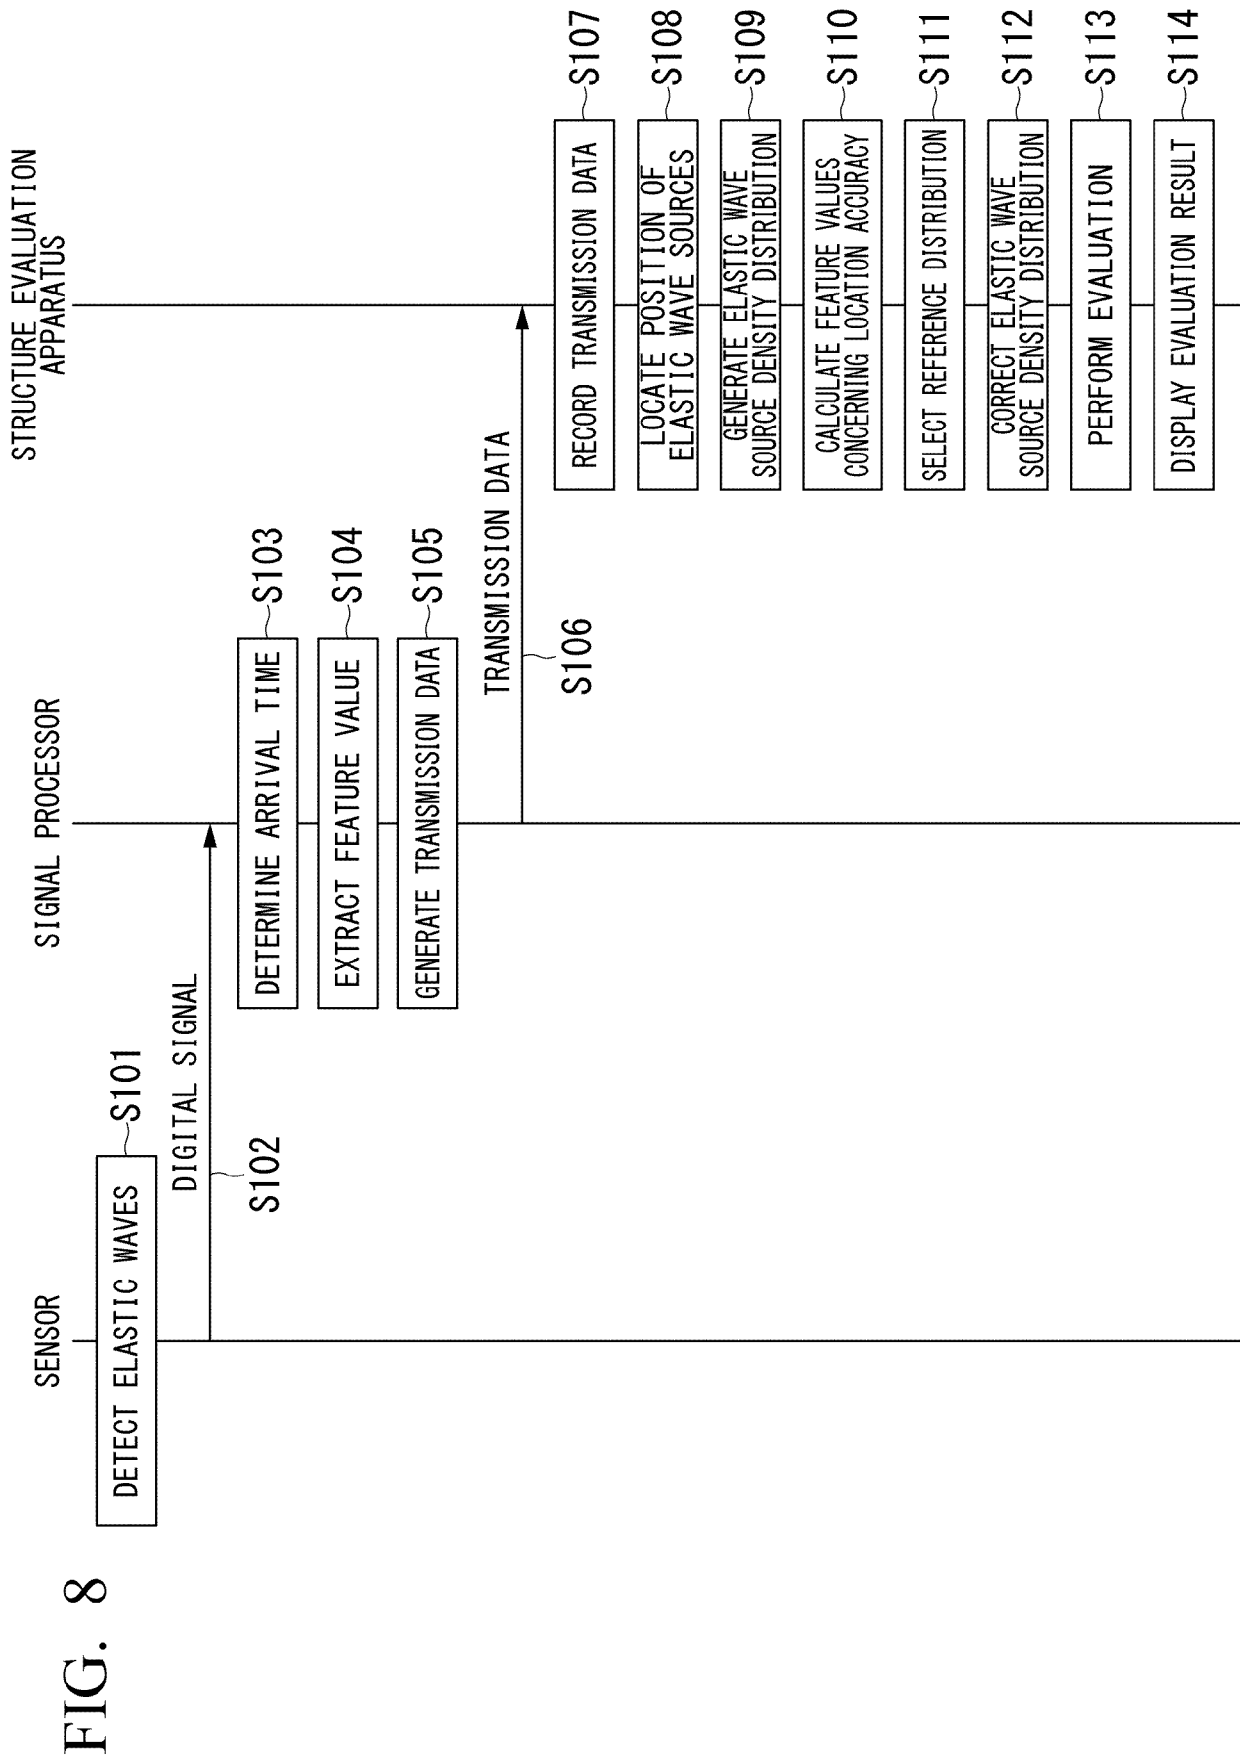 FIG. 8
SENSOR
SIGNAL PROCESSOR
STRUCTURE EVALUATION
APPARATUS
DETECT ELASTIC WAVES
S101
DIGITAL SIGNAL
S102
DETERMINE ARRIVAL TIME
S103
EXTRACT FEATURE VALUE
S104
GENERATE TRANSMISSION DATA
S105
TRANSMISSION DATA
S106
RECORD TRANSMISSION DATA
S107
LOCATE POSITION OF
ELASTIC WAVE SOURCES
S108
GENERATE ELASTIC WAVE
SOURCE DENSITY DISTRIBUTION
S109
CALCULATE FEATURE VALUES
CONCERNING LOCATION ACCURACY
S110
SELECT REFERENCE DISTRIBUTION
S111
CORRECT ELASTIC WAVE
SOURCE DENSITY DISTRIBUTION
S112
PERFORM EVALUATION
S113
DISPLAY EVALUATION RESULT
S114